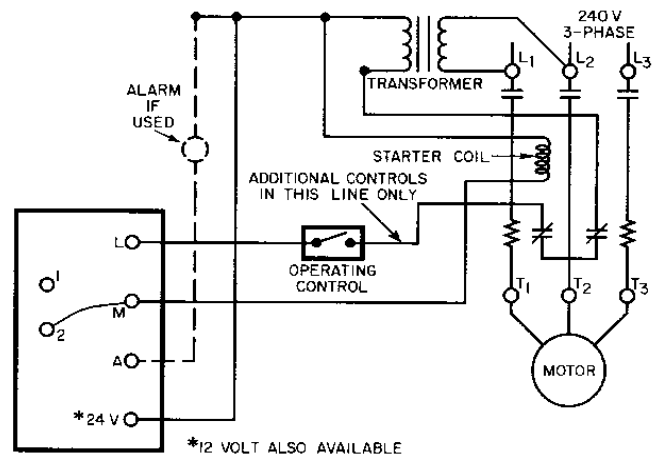 240 V
3-PHASE
L1
L2
L3
TRANSFORMER
ALARM
IF
USED
STARTER COIL
ADDITIONAL CONTROLS
IN THIS LINE ONLY
L
OPERATING
CONTROL
1
M
2
T1
T2
T3
A
MOTOR
*24 V
*12 VOLT ALSO AVAILABLE